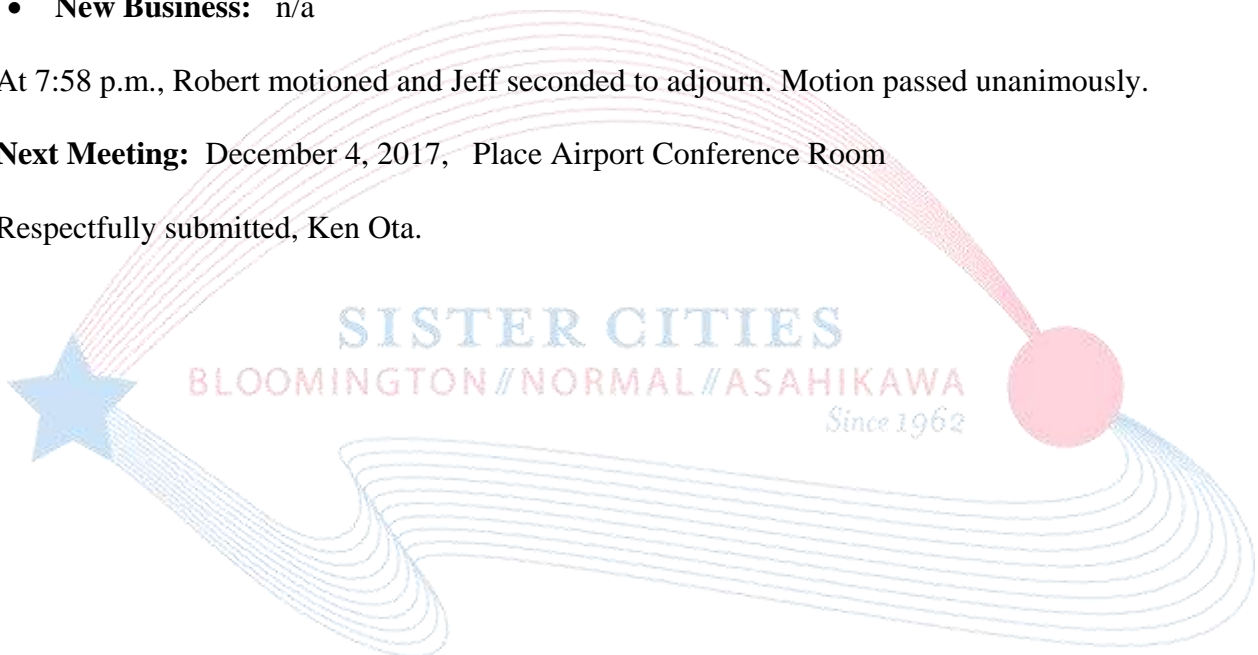 • New Business: n/a
At 7:58 p.m., Robert motioned and Jeff seconded to adjourn. Motion passed unanimously.
Next Meeting: December 4, 2017, Place Airport Conference Room
Respectfully submitted, Ken Ota.
SISTER CITIES
BLOOMINGTON//NORMAL//ASAHIKAWA
Since 1962